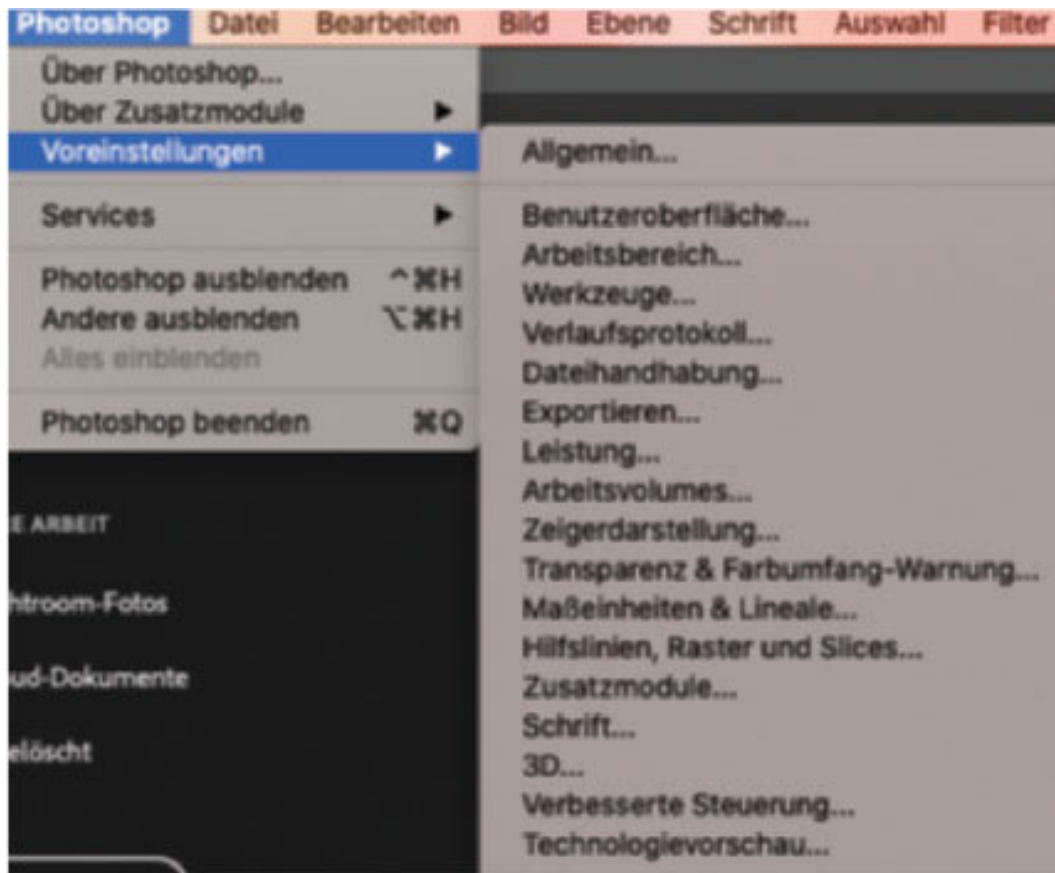 Photoshop Datei Bearbeiten Bild Ebene Schrift Auswahl Filter
Über Photoshop...
Über Zusatzmodule ▶
Voreinstellungen ▶
Services ▶
Photoshop ausblenden ^⌘H
Andere ausblenden ⌥⌘H
Alles einblenden
Photoshop beenden ⌘Q
Allgemein...
Benutzeroberfläche...
Arbeitsbereich...
Werkzeuge...
Verlaufsprotokoll...
Dateihandhabung...
Exportieren...
Leistung...
Arbeitsvolumes...
Zeigerdarstellung...
Transparenz & Farbumfang-Warnung...
Maßeinheiten & Lineale...
Hilfslinien, Raster und Slices...
Zusatzmodule...
Schrift...
3D...
Verbesserte Steuerung...
Technologievorschau...
E ARBEIT
htroom-Fotos
ud-Dokumente
elöscht